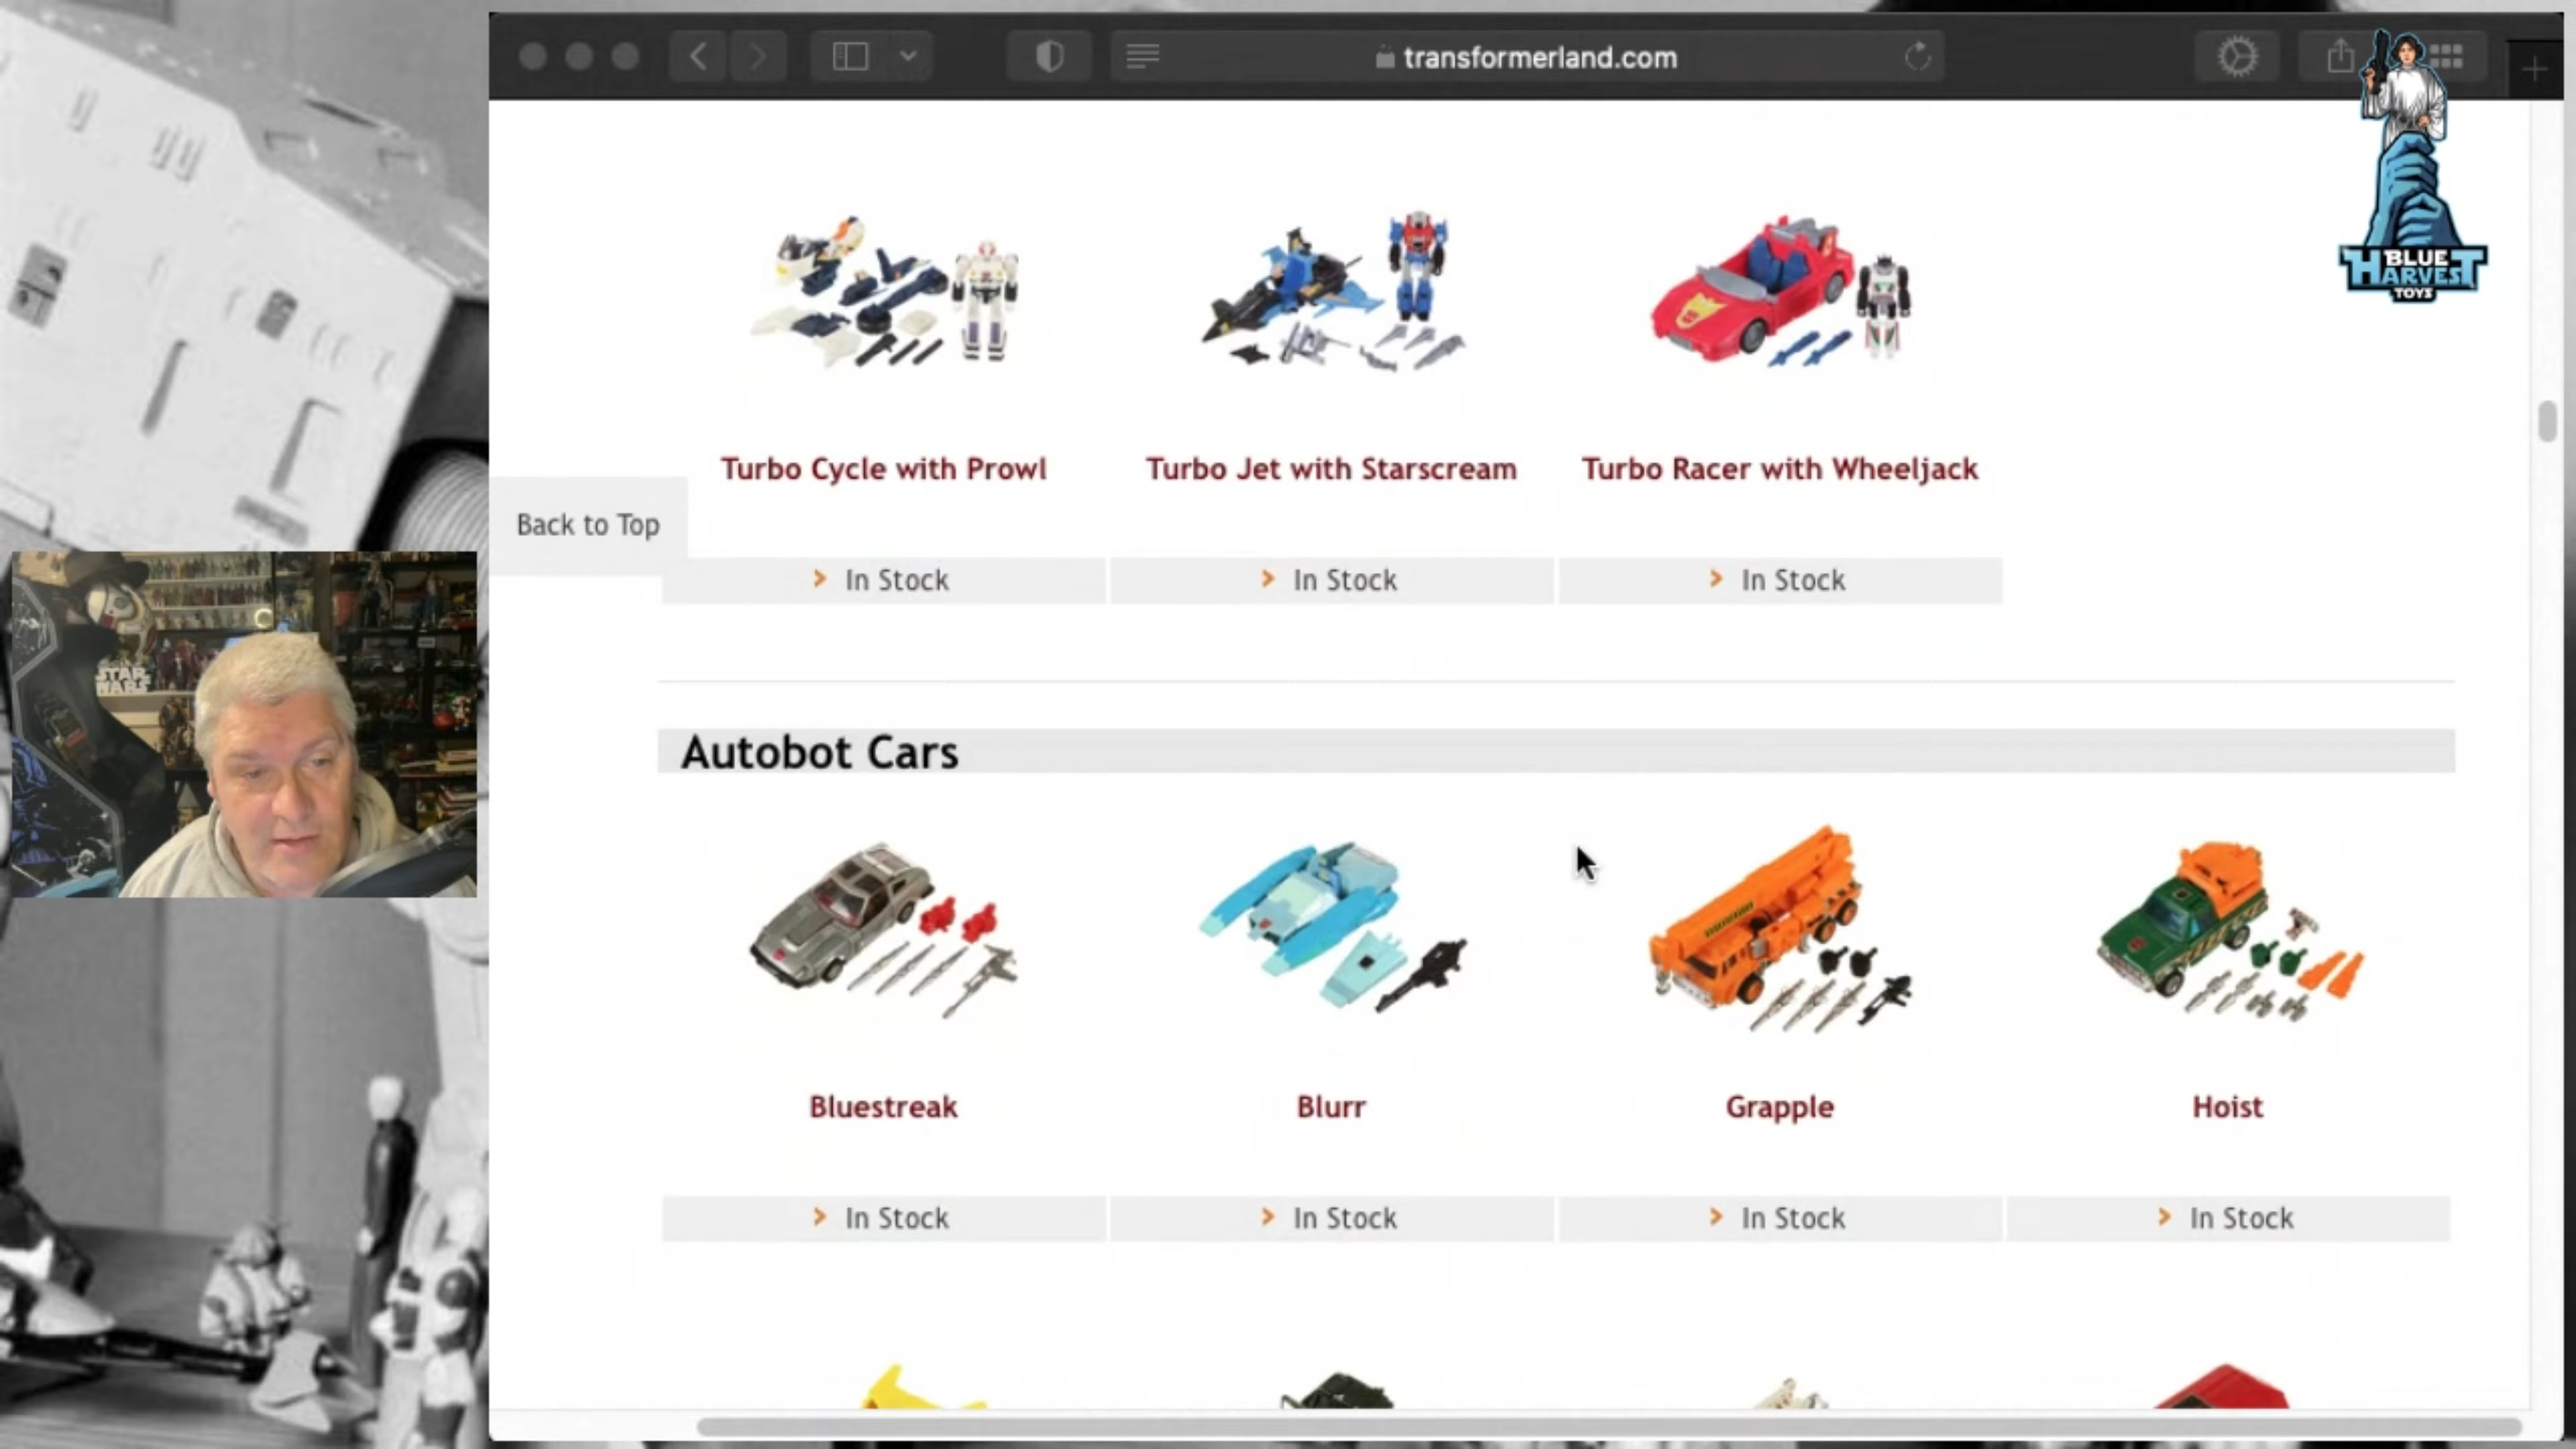 transformerland.com
BLUE
HARVEST
TOYS
Turbo Cycle with Prowl
Turbo Jet with Starscream
Turbo Racer with Wheeljack
Back to Top
In Stock
In Stock
In Stock
STAR
WARS
Autobot Cars
Bluestreak
Blurr
Grapple
Hoist
In Stock
In Stock
In Stock
In Stock